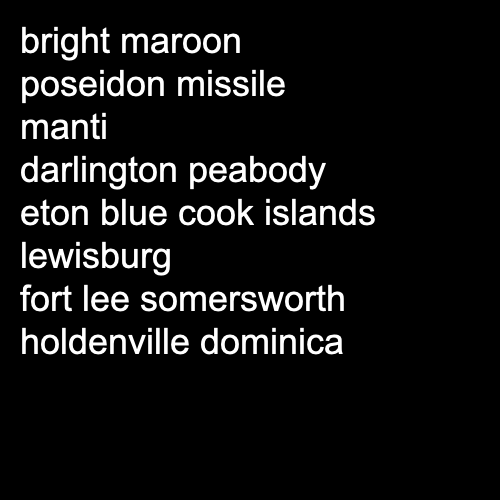 bright maroon
poseidon missile
manti
darlington peabody
eton blue cook islands
lewisburg
fort lee somersworth
holdenville dominica